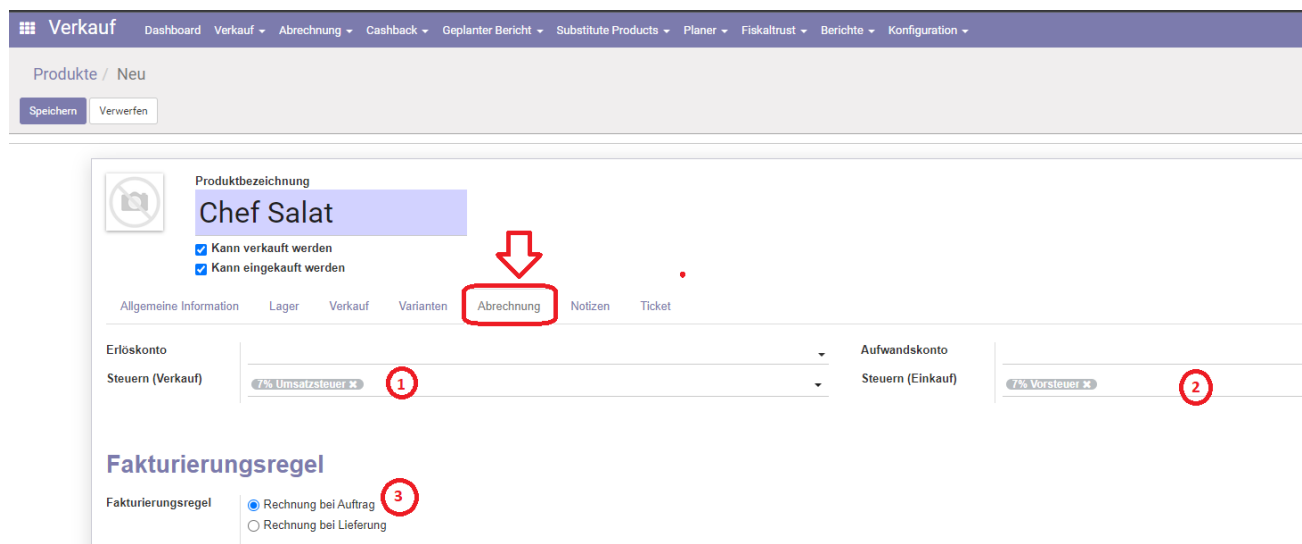 Verkauf Dashboard Verkauf Abrechnung Cashback Geplanter Bericht Substitute Products Planer Fiskaltrust Berichte Konfiguration
Produkte / Neu
Speichern Verwerfen
Produktbezeichnung
Chef Salat
Kann verkauft werden
Kann eingekauft werden
Allgemeine Information Lager Verkauf Varianten Abrechnung Notizen Ticket
Erlöskonto Aufwandskonto
Steuern (Verkauf) 7% Umsatzsteuer × 1 Steuern (Einkauf) 7% Vorsteuer × 2
Fakturierungsregel
Fakturierungsregel Rechnung bei Auftrag 3
Rechnung bei Lieferung